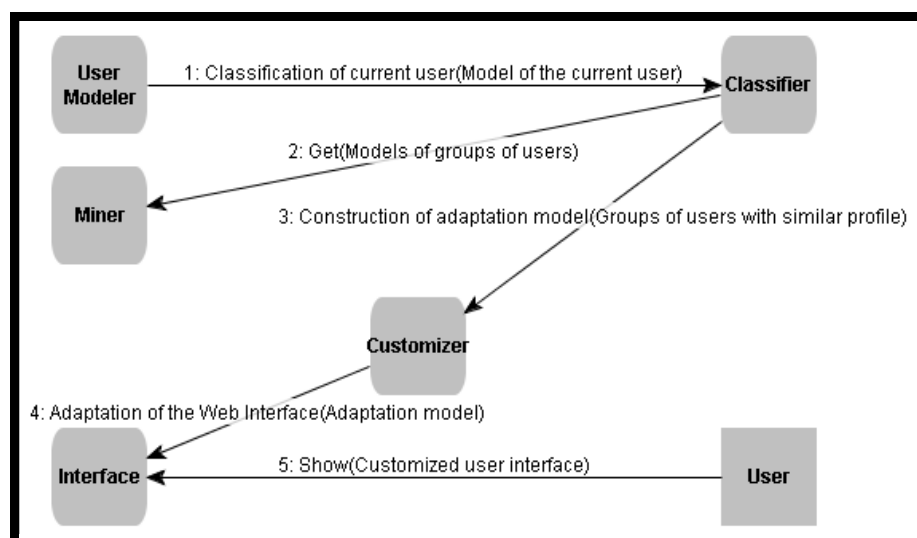 User
Modeler
1: Classification of current user(Model of the current user)
Classifier
2: Get(Models of groups of users)
Miner
3: Construction of adaptation model(Groups of users with similar profile)
Customizer
4: Adaptation of the Web Interface(Adaptation model)
Interface
5: Show(Customized user interface)
User